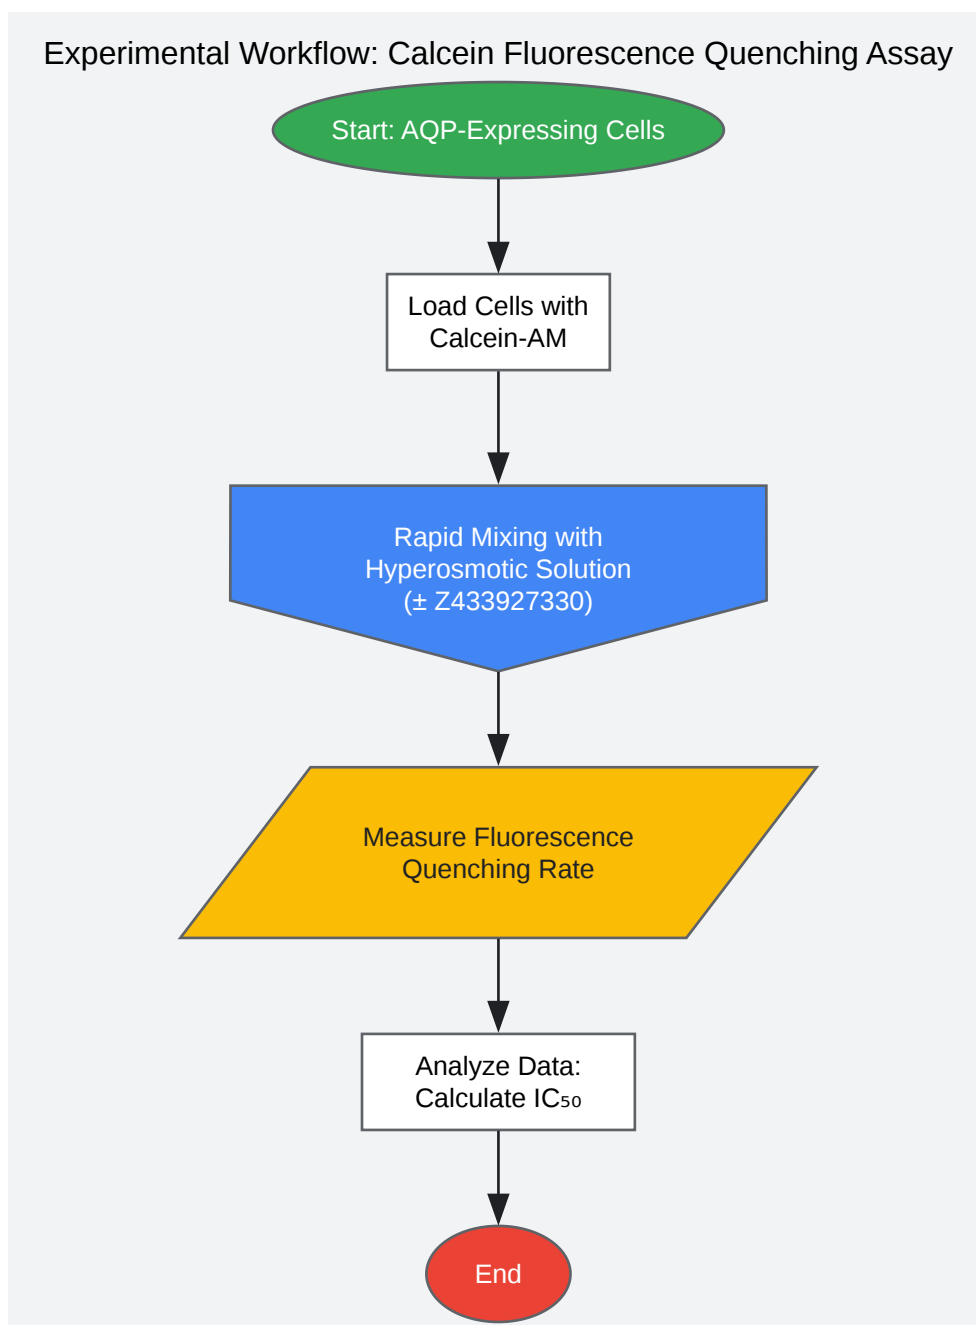 Experimental Workflow: Calcein Fluorescence Quenching Assay
Start: AQP-Expressing Cells
Load Cells with
Calcein-AM
Rapid Mixing with
Hyperosmotic Solution
(± Z433927330)
Measure Fluorescence
Quenching Rate
Analyze Data:
Calculate IC₅₀
End